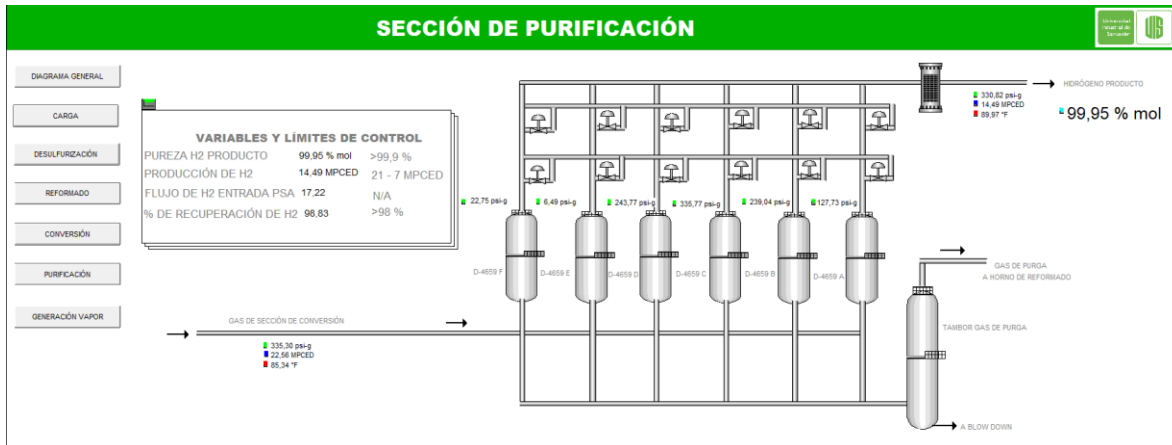 SECCIÓN DE PURIFICACIÓN
Universidad
Industrial de
Santander
UIS
DIAGRAMA GENERAL
CARGA
DESULFURIZACIÓN
REFORMADO
CONVERSIÓN
PURIFICACIÓN
GENERACIÓN VAPOR
VARIABLES Y LÍMITES DE CONTROL
PUREZA H2 PRODUCTO 99,95 % mol >99,9 %
PRODUCCIÓN DE H2 14,49 MPCED 21 - 7 MPCED
FLUJO DE H2 ENTRADA PSA 17,22 N/A
% DE RECUPERACIÓN DE H2 98,83 >98 %
HIDRÓGENO PRODUCTO
330,82 psi-g
14,49 MPCED
89,97 °F
99,95 % mol
22,75 psi-g 6,49 psi-g 243,77 psi-g 335,77 psi-g 239,04 psi-g 127,73 psi-g
D-4659 F D-4659 E D-4659 D D-4659 C D-4659 B D-4659 A
GAS DE PURGA
A HORNO DE REFORMADO
TAMBOR GAS DE PURGA
GAS DE SECCIÓN DE CONVERSIÓN
335,30 psi-g
22,56 MPCED
85,34 °F
A BLOW DOWN